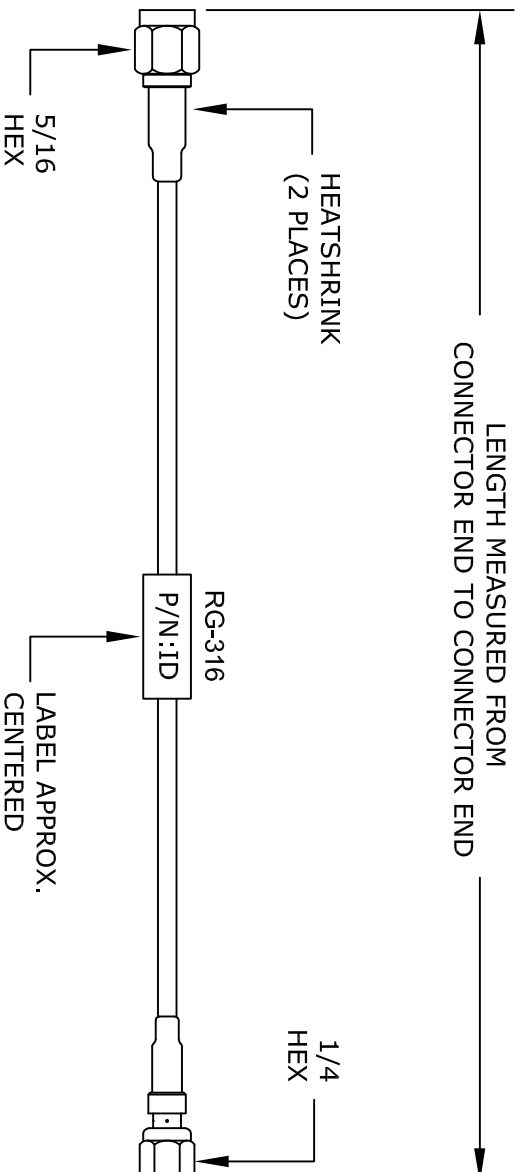 LENGTH MEASURED FROM
CONNECTOR END TO CONNECTOR END
HEATSHRINK
(2 PLACES)
1/4
HEX
RG-316
P/N:ID
5/16
HEX
LABEL APPROX.
CENTERED